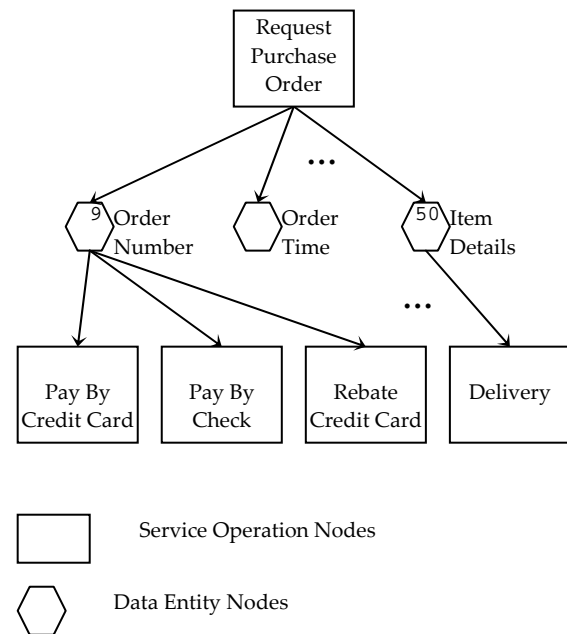 Request
Purchase
Order
...
9 Order
Number
Order
Time
50 Item
Details
...
Pay By
Credit Card
Pay By
Check
Rebate
Credit Card
Delivery
Service Operation Nodes
Data Entity Nodes